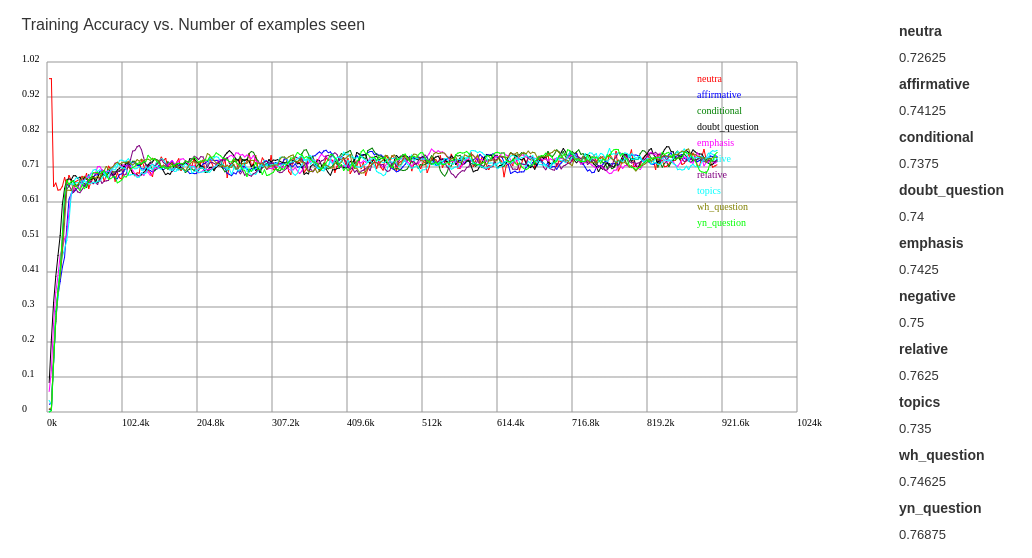 Training Accuracy vs. Number of examples seen
1.02
0.92
0.82
0.71
0.61
0.51
0.41
0.3
0.2
0.1
0
0k 102.4k 204.8k 307.2k 409.6k 512k 614.4k 716.8k 819.2k 921.6k 1024k
neutra
affirmative
conditional
doubt_question
emphasis
relative
topics
wh_question
yn_question
neutra
0.72625
affirmative
0.74125
conditional
0.7375
doubt_question
0.74
emphasis
0.7425
negative
0.75
relative
0.7625
topics
0.735
wh_question
0.74625
yn_question
0.76875